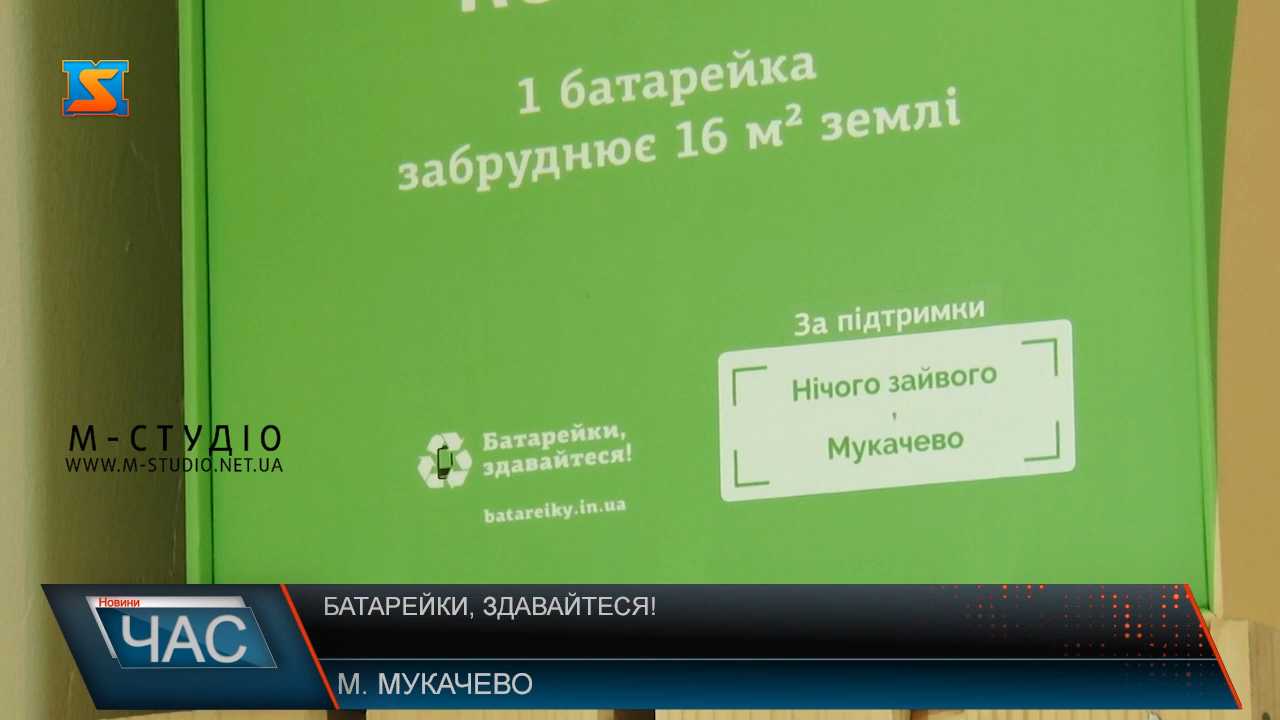 1 батарейка
забруднює 16 м² землі
За підтримки
Нічого зайвого
,
Мукачево
Батарейки,
здавайтеся!
batareiky.in.ua
М-СТУДІО
WWW.M-STUDIO.NET.UA
Новини
ЧАС
БАТАРЕЙКИ, ЗДАВАЙТЕСЯ!
М. МУКАЧЕВО